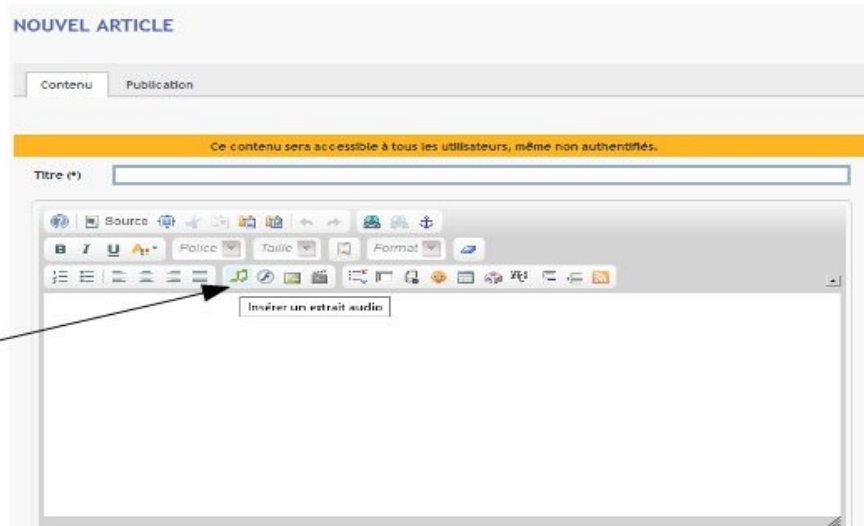 NOUVEL ARTICLE
Contenu Publication
Ce contenu sera accessible à tous les utilisateurs, même non authentifiés.
Titre (*)
Source
B I U A
Police Taille Format
Insérer un extrait audio